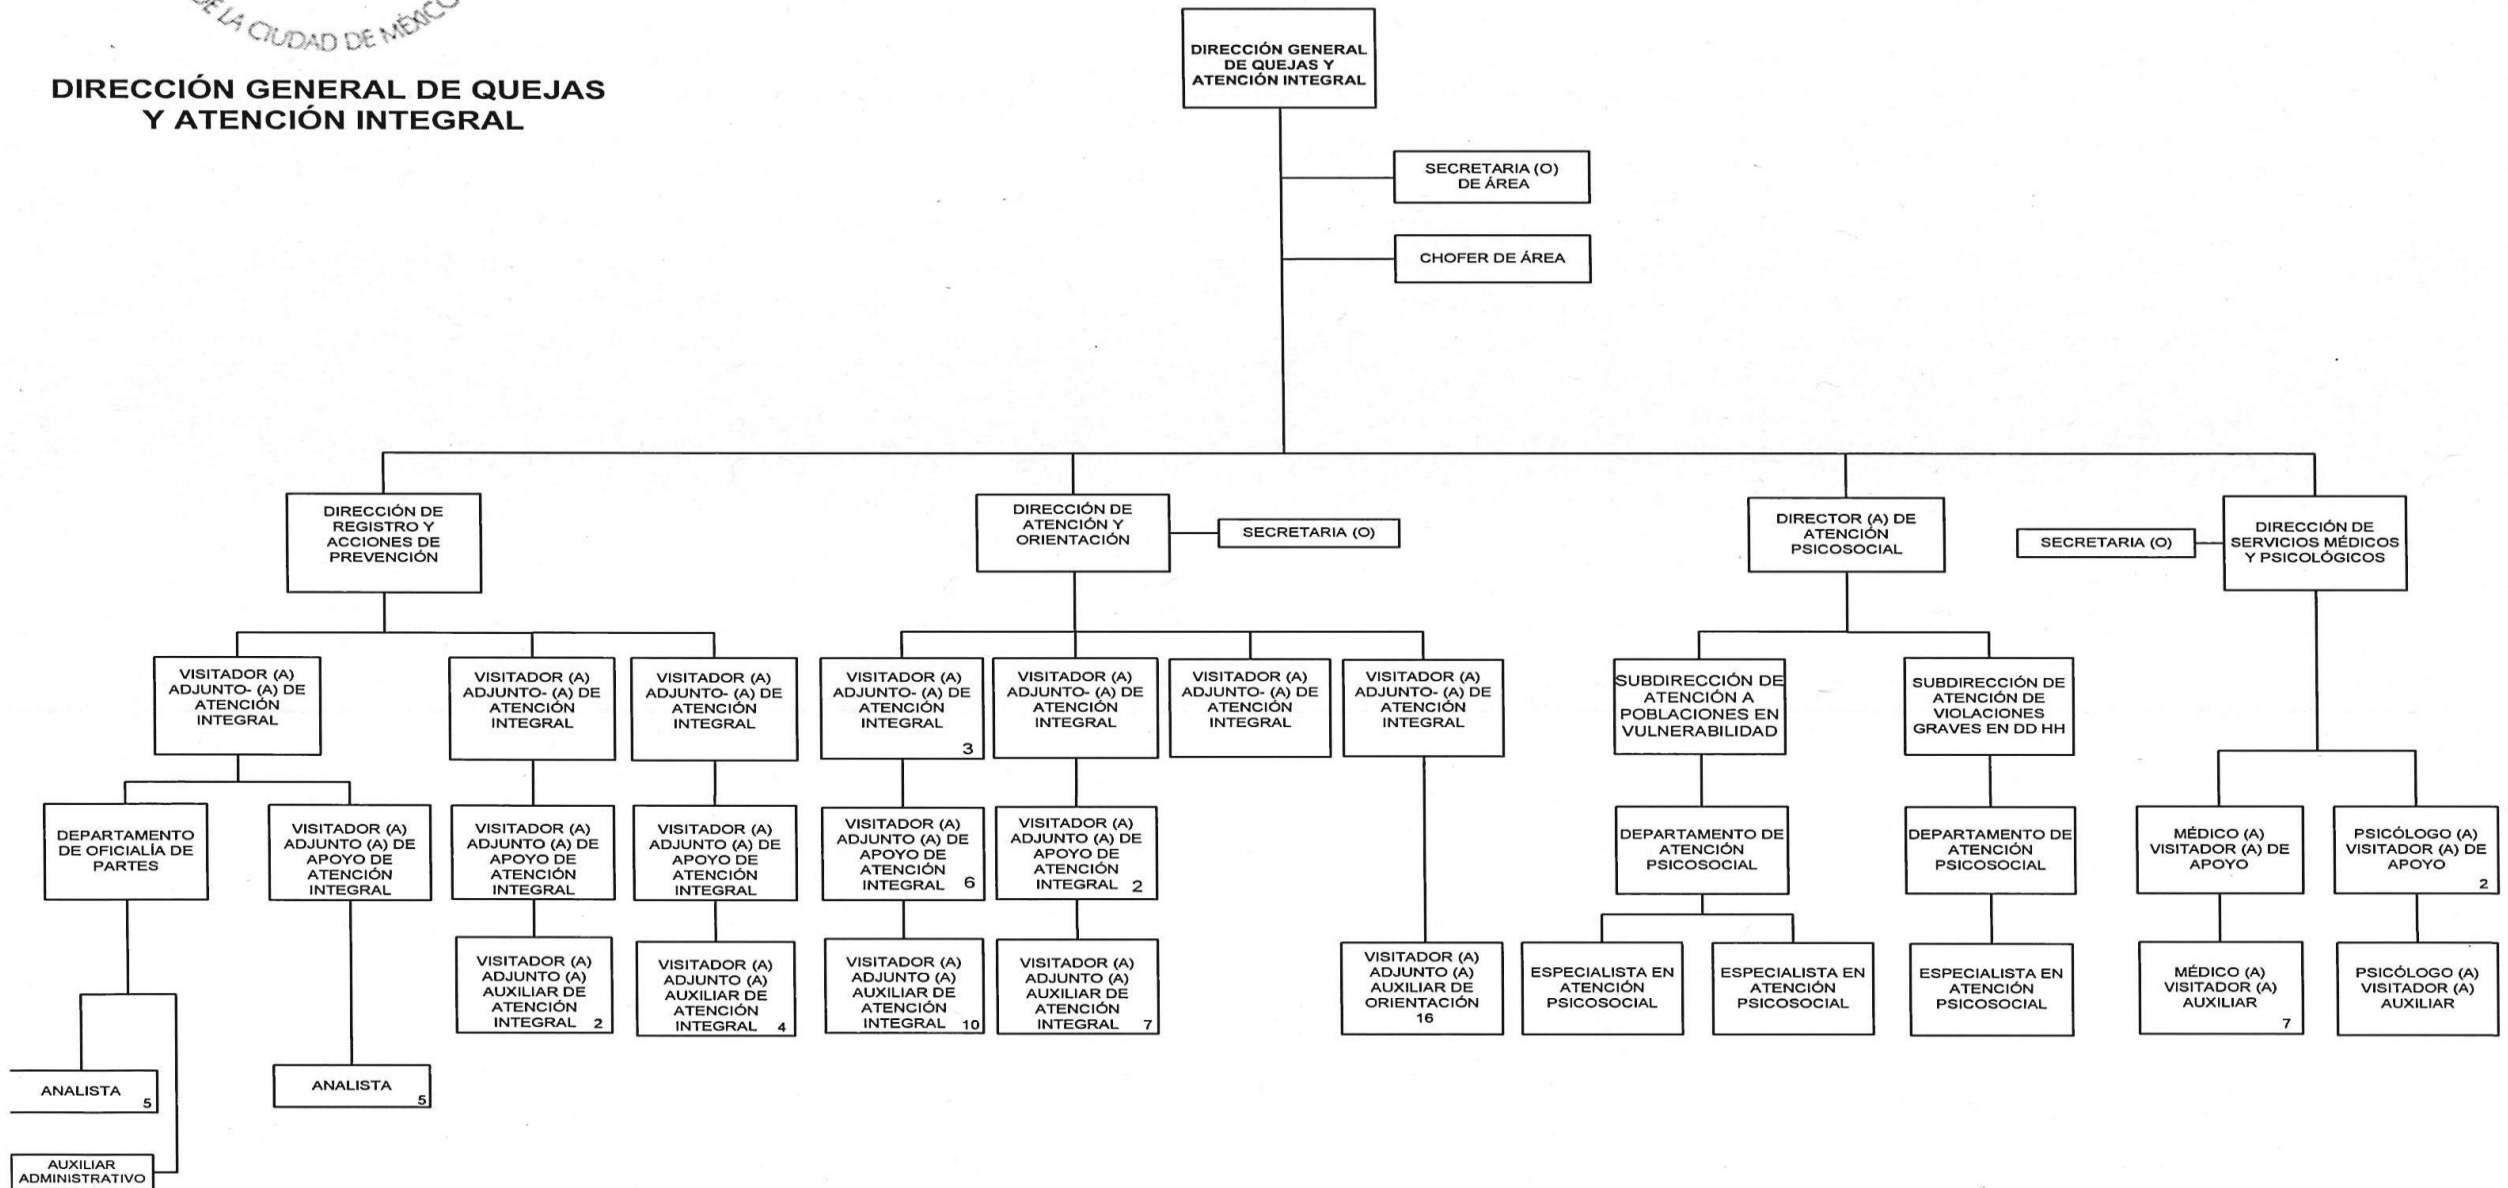 DE LA CIUDAD DE MÉXICO
DIRECCIÓN GENERAL DE QUEJAS
Y ATENCIÓN INTEGRAL
DIRECCIÓN GENERAL
DE QUEJAS Y
ATENCIÓN INTEGRAL
SECRETARIA (O)
DE ÁREA
CHOFER DE ÁREA
DIRECCIÓN DE
REGISTRO Y
ACCIONES DE
PREVENCIÓN
DIRECCIÓN DE
ATENCIÓN Y
ORIENTACIÓN
SECRETARIA (O)
DIRECTOR (A) DE
ATENCIÓN
PSICOSOCIAL
SECRETARIA (O)
DIRECCIÓN DE
SERVICIOS MÉDICOS
Y PSICOLÓGICOS
VISITADOR (A)
ADJUNTO- (A) DE
ATENCIÓN
INTEGRAL
VISITADOR (A)
ADJUNTO- (A) DE
ATENCIÓN
INTEGRAL
VISITADOR (A)
ADJUNTO- (A) DE
ATENCIÓN
INTEGRAL
VISITADOR (A)
ADJUNTO- (A) DE
ATENCIÓN
INTEGRAL
3
VISITADOR (A)
ADJUNTO- (A) DE
ATENCIÓN
INTEGRAL
VISITADOR (A)
ADJUNTO- (A) DE
ATENCIÓN
INTEGRAL
VISITADOR (A)
ADJUNTO- (A) DE
ATENCIÓN
INTEGRAL
SUBDIRECCIÓN DE
ATENCIÓN A
POBLACIONES EN
VULNERABILIDAD
SUBDIRECCIÓN DE
ATENCIÓN DE
VIOLACIONES
GRAVES EN DD HH
DEPARTAMENTO
DE OFICIALÍA DE
PARTES
VISITADOR (A)
ADJUNTO (A) DE
APOYO DE
ATENCIÓN
INTEGRAL
VISITADOR (A)
ADJUNTO (A) DE
APOYO DE
ATENCIÓN
INTEGRAL
VISITADOR (A)
ADJUNTO (A) DE
APOYO DE
ATENCIÓN
INTEGRAL
VISITADOR (A)
ADJUNTO (A) DE
APOYO DE
ATENCIÓN
INTEGRAL 6
VISITADOR (A)
ADJUNTO (A) DE
APOYO DE
ATENCIÓN
INTEGRAL 2
DEPARTAMENTO DE
ATENCIÓN
PSICOSOCIAL
DEPARTAMENTO DE
ATENCIÓN
PSICOSOCIAL
MÉDICO (A)
VISITADOR (A) DE
APOYO
PSICÓLOGO (A)
VISITADOR (A) DE
APOYO
2
VISITADOR (A)
ADJUNTO (A)
AUXILIAR DE
ATENCIÓN
INTEGRAL 2
VISITADOR (A)
ADJUNTO (A)
AUXILIAR DE
ATENCIÓN
INTEGRAL 4
VISITADOR (A)
ADJUNTO (A)
AUXILIAR DE
ATENCIÓN
INTEGRAL 10
VISITADOR (A)
ADJUNTO (A)
AUXILIAR DE
ATENCIÓN
INTEGRAL 7
VISITADOR (A)
ADJUNTO (A)
AUXILIAR DE
ORIENTACIÓN
16
ESPECIALISTA EN
ATENCIÓN
PSICOSOCIAL
ESPECIALISTA EN
ATENCIÓN
PSICOSOCIAL
ESPECIALISTA EN
ATENCIÓN
PSICOSOCIAL
MÉDICO (A)
VISITADOR (A)
AUXILIAR
7
PSICÓLOGO (A)
VISITADOR (A)
AUXILIAR
ANALISTA
5
ANALISTA
5
AUXILIAR
ADMINISTRATIVO